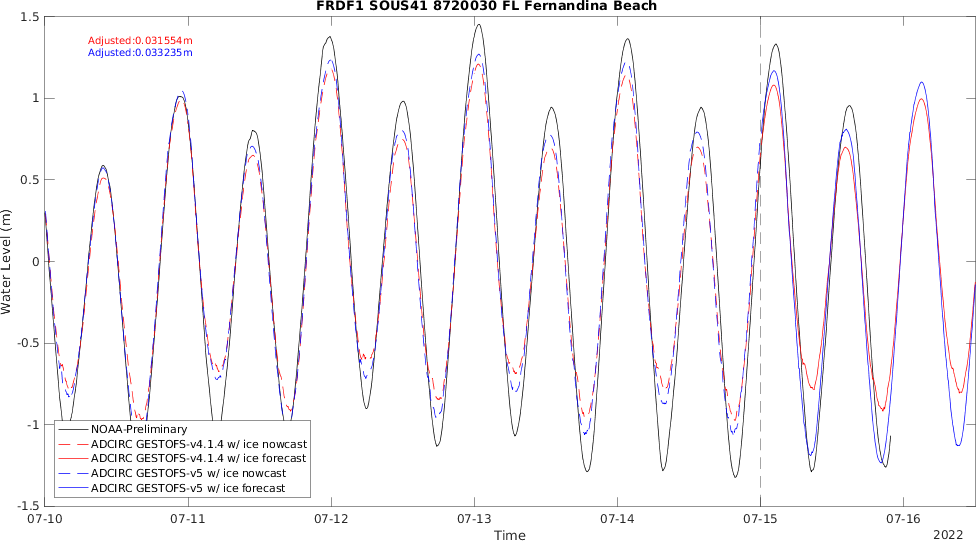 FRDF1 SOUS41 8720030 FL Fernandina Beach
Adjusted:0.031554m
Adjusted:0.033235m
1.5
1
0.5
0
-0.5
-1
-1.5
Water Level (m)
NOAA-Preliminary
ADCIRC GESTOFS-v4.1.4 w/ ice nowcast
ADCIRC GESTOFS-v4.1.4 w/ ice forecast
ADCIRC GESTOFS-v5 w/ ice nowcast
ADCIRC GESTOFS-v5 w/ ice forecast
07-10 07-11 07-12 07-13 07-14 07-15 07-16
Time
2022